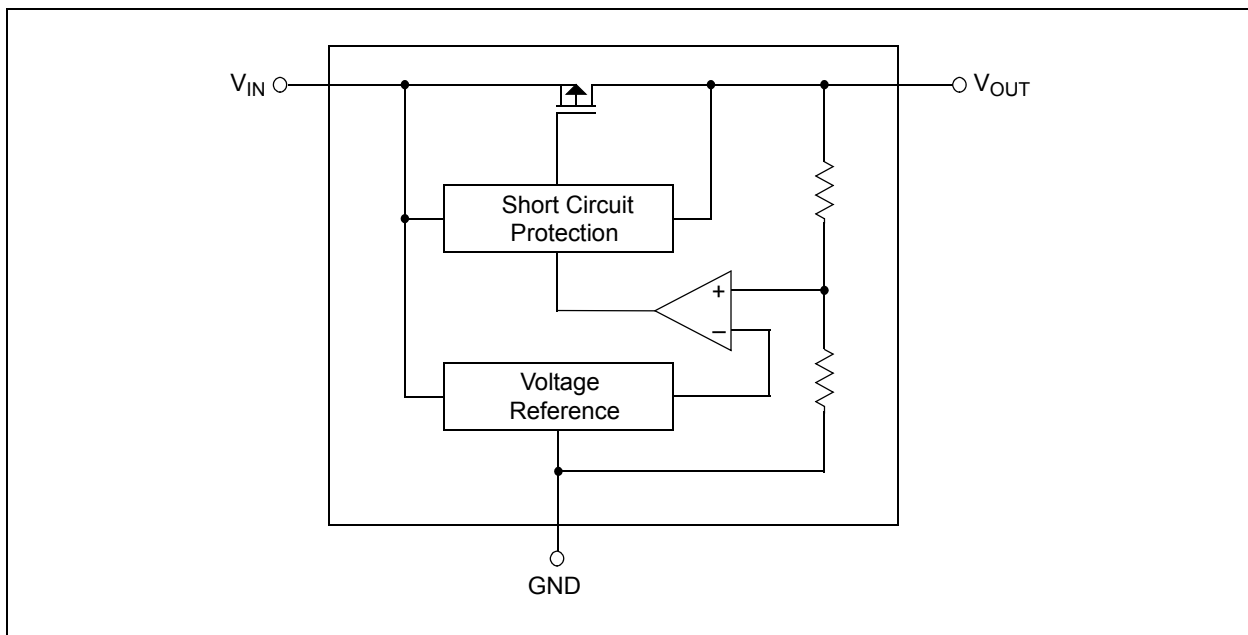 VIN
VOUT
Short Circuit
Protection
+
–
Voltage
Reference
GND